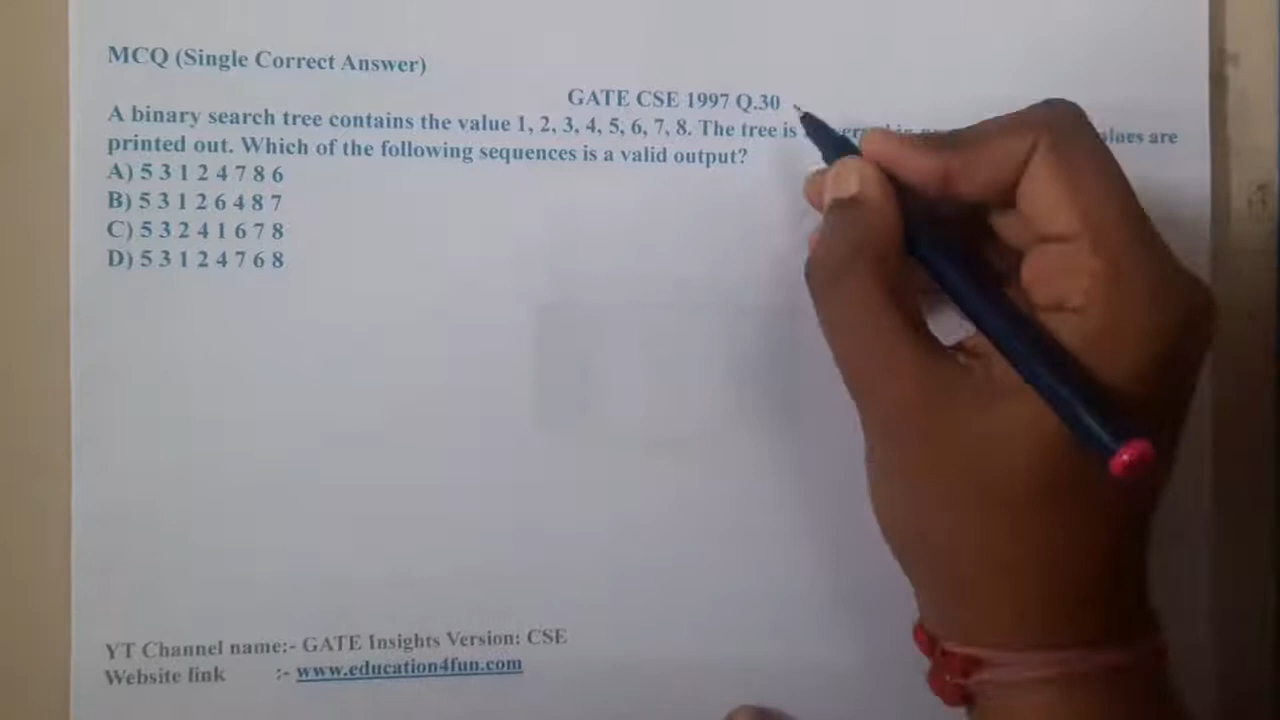 MCQ (Single Correct Answer)
GATE CSE 1997 Q.30
A binary search tree contains the value 1, 2, 3, 4, 5, 6, 7, 8. The tree is are
printed out. Which of the following sequences is a valid output?
A) 5 3 1 2 4 7 8 6
B) 5 3 1 2 6 4 8 7
C) 5 3 2 4 1 6 7 8
D) 5 3 1 2 4 7 6 8
YT Channel name:- GATE Insights Version: CSE
Website link :- www.education4fun.com